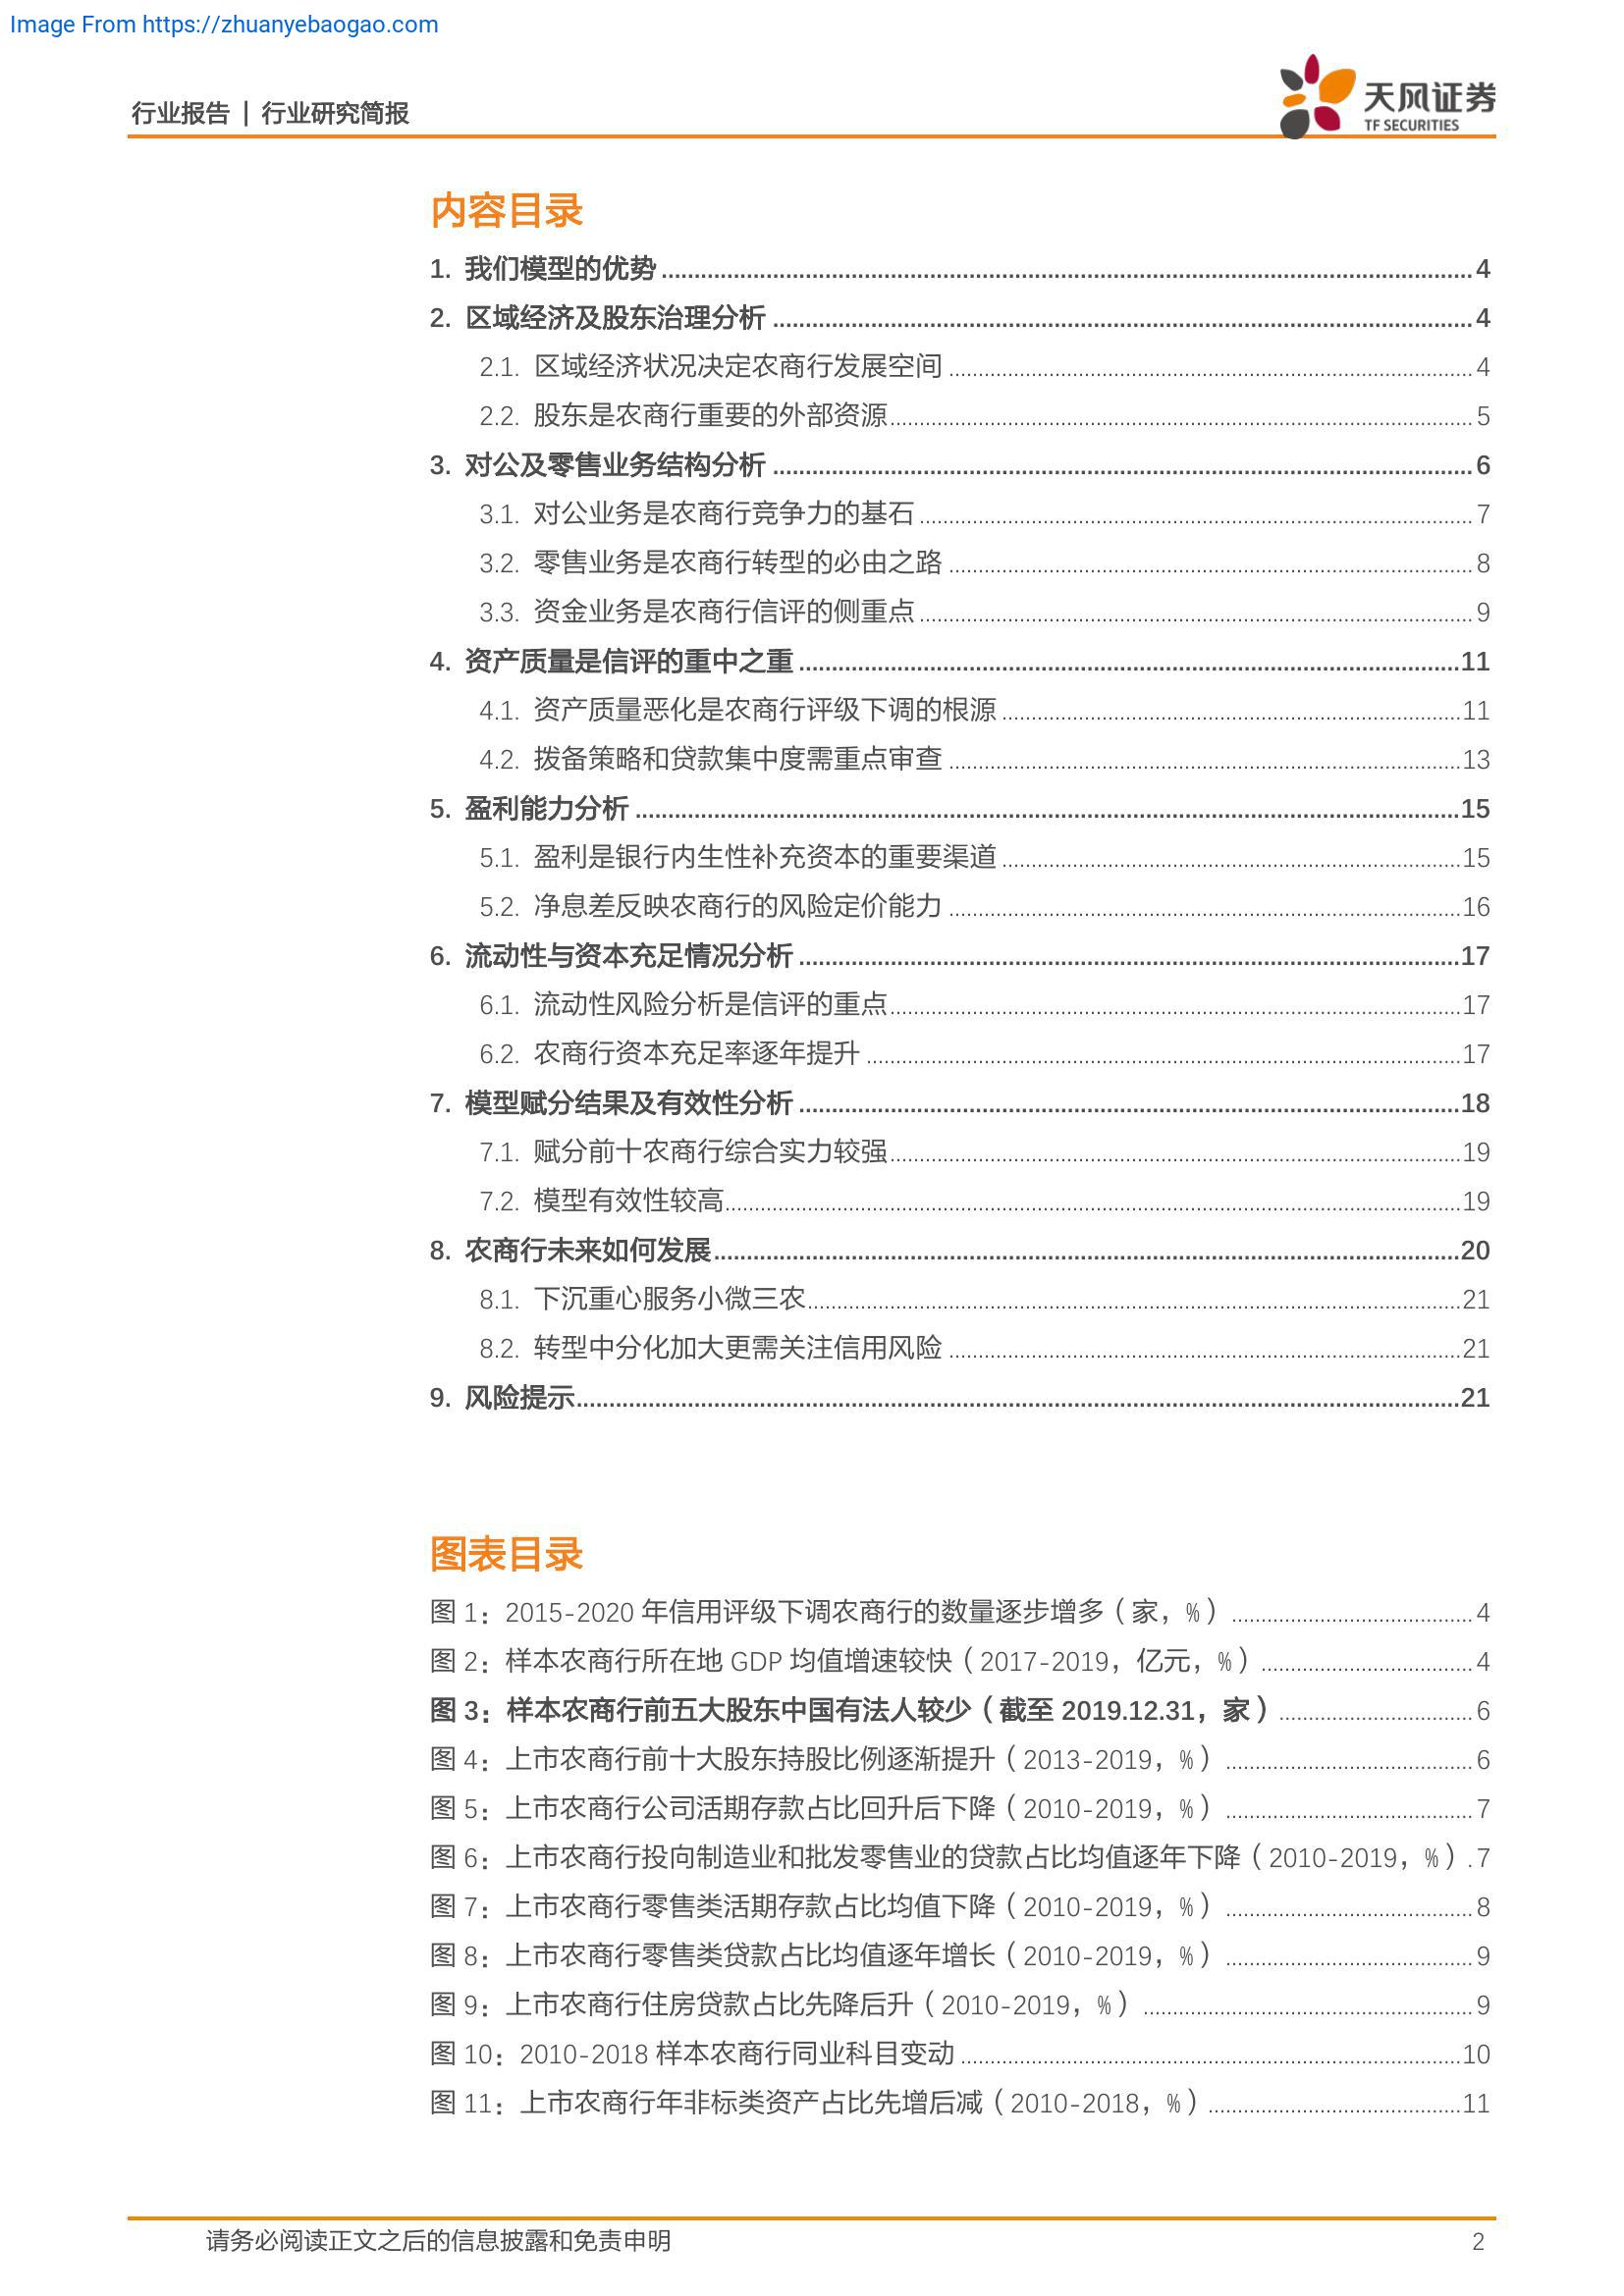 Image From https://zhuanyebaogao.com
行业报告 | 行业研究简报
天风证券
TF SECURITIES
内容目录
1. 我们模型的优势 4
2. 区域经济及股东治理分析 4
2.1. 区域经济状况决定农商行发展空间 4
2.2. 股东是农商行重要的外部资源 5
3. 对公及零售业务结构分析 6
3.1. 对公业务是农商行竞争力的基石 7
3.2. 零售业务是农商行转型的必由之路 8
3.3. 资金业务是农商行信评的侧重点 9
4. 资产质量是信评的重中之重 11
4.1. 资产质量恶化是农商行评级下调的根源 11
4.2. 拨备策略和贷款集中度需重点审查 13
5. 盈利能力分析 15
5.1. 盈利是银行内生性补充资本的重要渠道 15
5.2. 净息差反映农商行的风险定价能力 16
6. 流动性与资本充足情况分析 17
6.1. 流动性风险分析是信评的重点 17
6.2. 农商行资本充足率逐年提升 17
7. 模型赋分结果及有效性分析 18
7.1. 赋分前十农商行综合实力较强 19
7.2. 模型有效性较高 19
8. 农商行未来如何发展 20
8.1. 下沉重心服务小微三农 21
8.2. 转型中分化加大更需关注信用风险 21
9. 风险提示 21
图表目录
图 1：2015-2020 年信用评级下调农商行的数量逐步增多（家，%） 4
图 2：样本农商行所在地 GDP 均值增速较快（2017-2019，亿元，%） 4
图 3：样本农商行前五大股东中国有法人较少（截至 2019.12.31，家） 6
图 4：上市农商行前十大股东持股比例逐渐提升（2013-2019，%） 6
图 5：上市农商行公司活期存款占比回升后下降（2010-2019，%） 7
图 6：上市农商行投向制造业和批发零售业的贷款占比均值逐年下降（2010-2019，%） 7
图 7：上市农商行零售类活期存款占比均值下降（2010-2019，%） 8
图 8：上市农商行零售类贷款占比均值逐年增长（2010-2019，%） 9
图 9：上市农商行住房贷款占比先降后升（2010-2019，%） 9
图 10：2010-2018 样本农商行同业科目变动 10
图 11：上市农商行年非标类资产占比先增后减（2010-2018，%） 11
请务必阅读正文之后的信息披露和免责申明 2